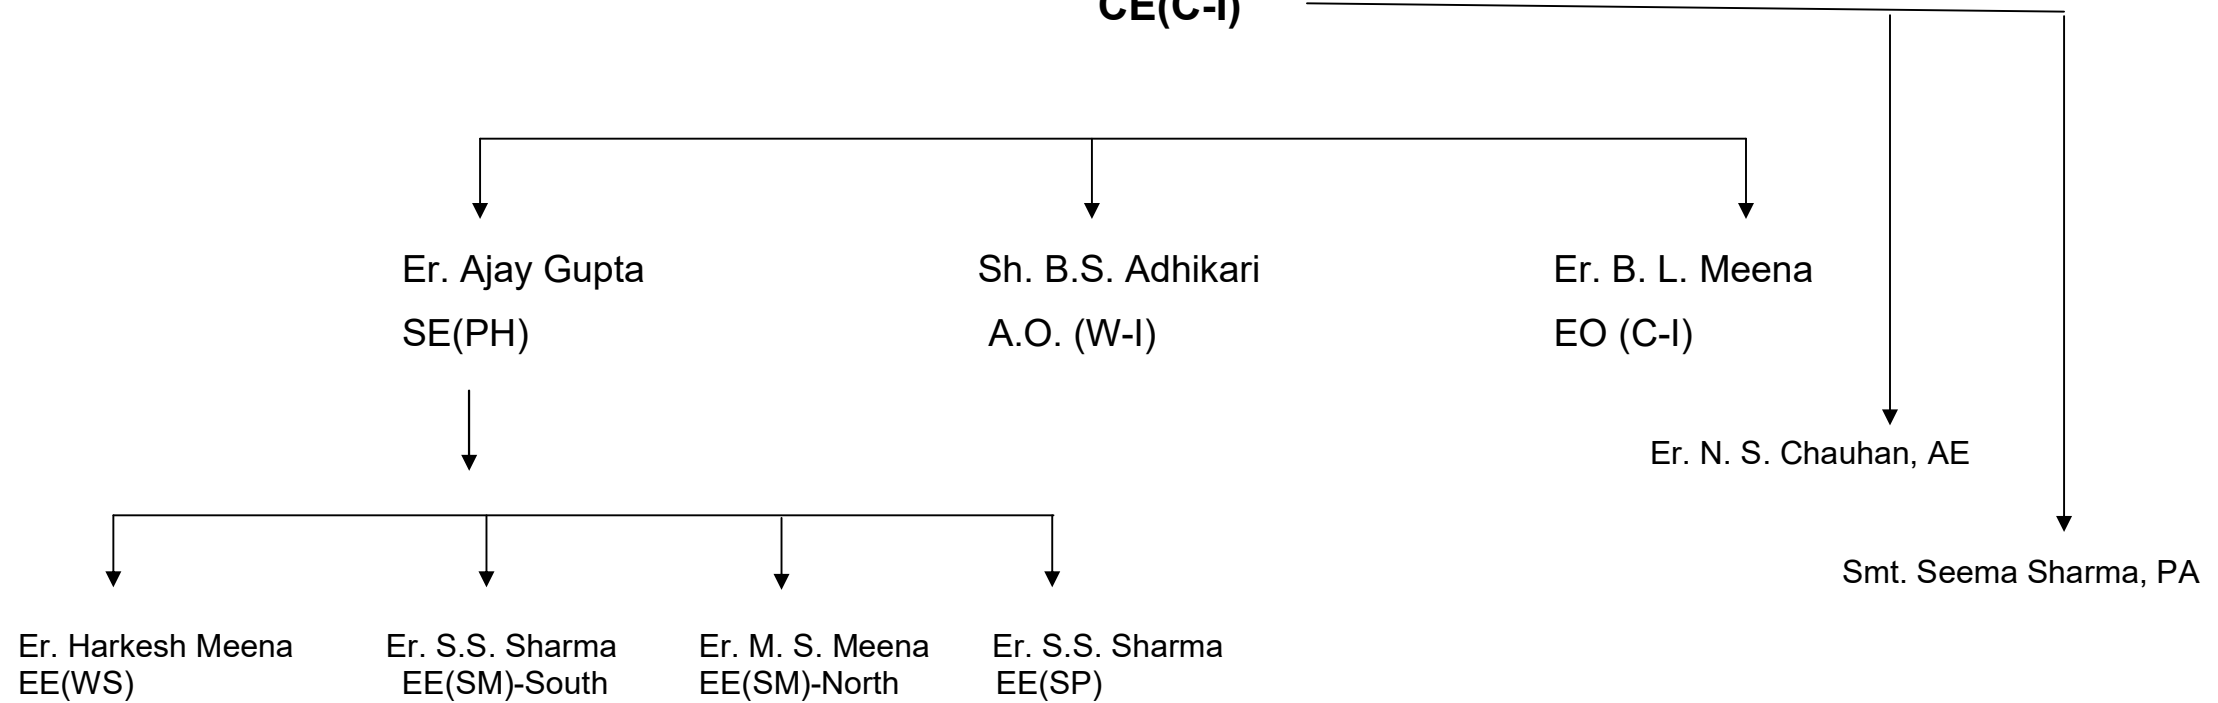 CE(C-I)
Er. Ajay Gupta
SE(PH)
Sh. B.S. Adhikari
A.O. (W-I)
Er. B. L. Meena
EO (C-I)
Er. N. S. Chauhan, AE
Smt. Seema Sharma, PA
Er. Harkesh Meena
EE(WS)
Er. S.S. Sharma
EE(SM)-South
Er. M. S. Meena
EE(SM)-North
Er. S.S. Sharma
EE(SP)